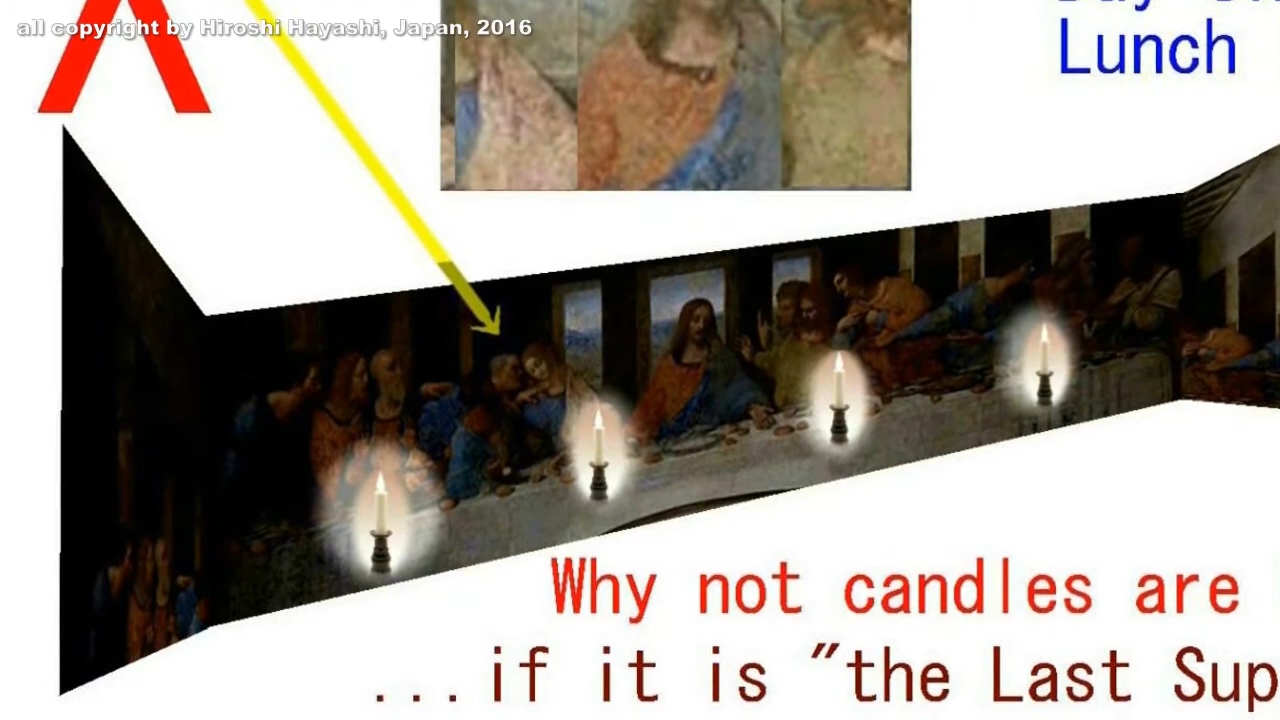 all copyright by Hiroshi Hayashi, Japan, 2016
Lunch
Why not candles are
...if it is "the Last Sup